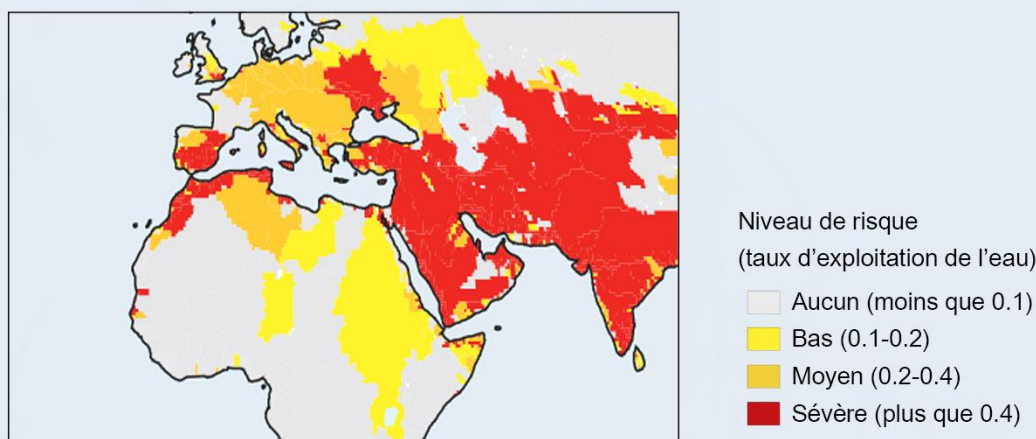 Niveau de risque
(taux d’exploitation de l’eau)
Aucun (moins que 0.1)
Bas (0.1-0.2)
Moyen (0.2-0.4)
Sévère (plus que 0.4)